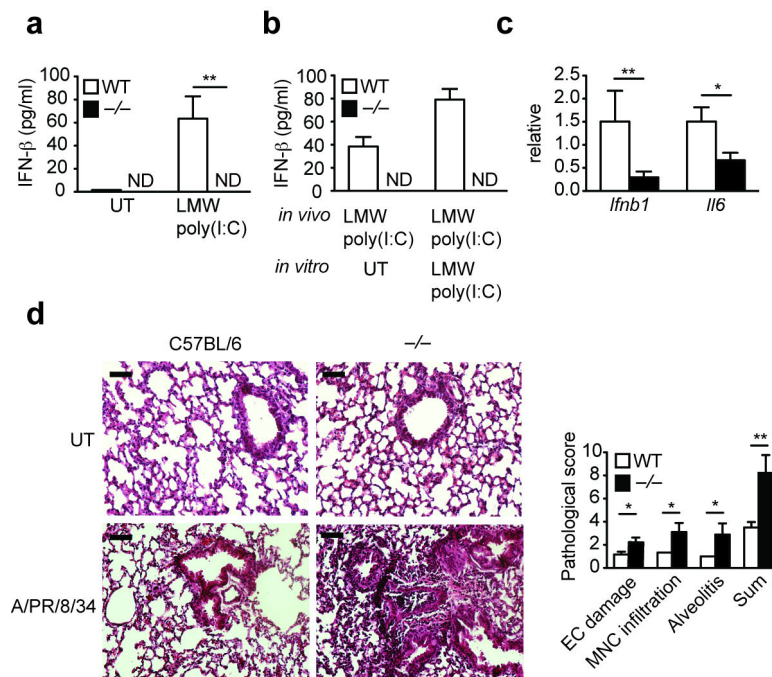 a
IFN-β (pg/ml)
100
80
60
40
20
0
WT
–/–
**
ND
ND
UT
LMW
poly(I:C)
b
IFN-β (pg/ml)
100
80
60
40
20
0
WT
–/–
ND
ND
in vivo LMW poly(I:C) LMW poly(I:C)
in vitro UT LMW poly(I:C)
c
relative
2.5
2.0
1.5
1.0
0.5
0.0
WT
–/–
**
*
Ifnb1
Il6
d
C57BL/6
–/–
UT
A/PR/8/34
Pathological score
10
8
6
4
2
0
WT
–/–
*
*
*
**
EC damage
MNC infiltration
Alveolitis
Sum